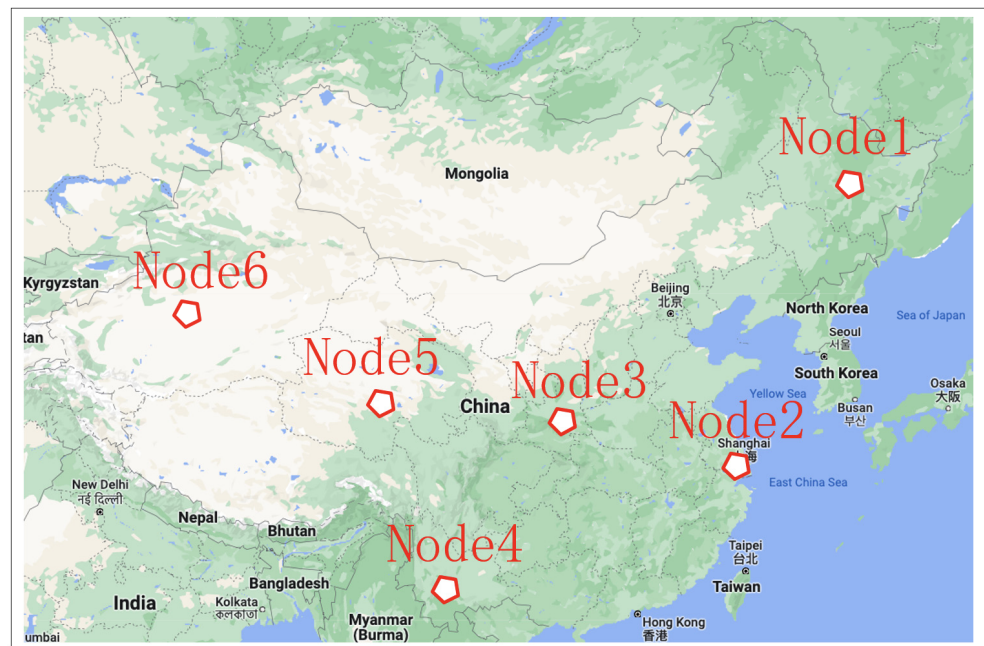 Node1
Mongolia
Node6
Kyrgyzstan
Beijing
北京
North Korea
Sea of Japan
tan
Node5
Seoul
서울
Node3
South Korea
Osaka
大阪
China
Yellow Sea
Busan
부산
Node2
Shanghai
海
New Delhi
नई दिल्ली
East China Sea
Nepal
Bhutan
Node4
Taipei
台北
Bangladesh
Taiwan
India
Kolkata
কলকাতা
Myanmar
(Burma)
Hong Kong
香港
umbai